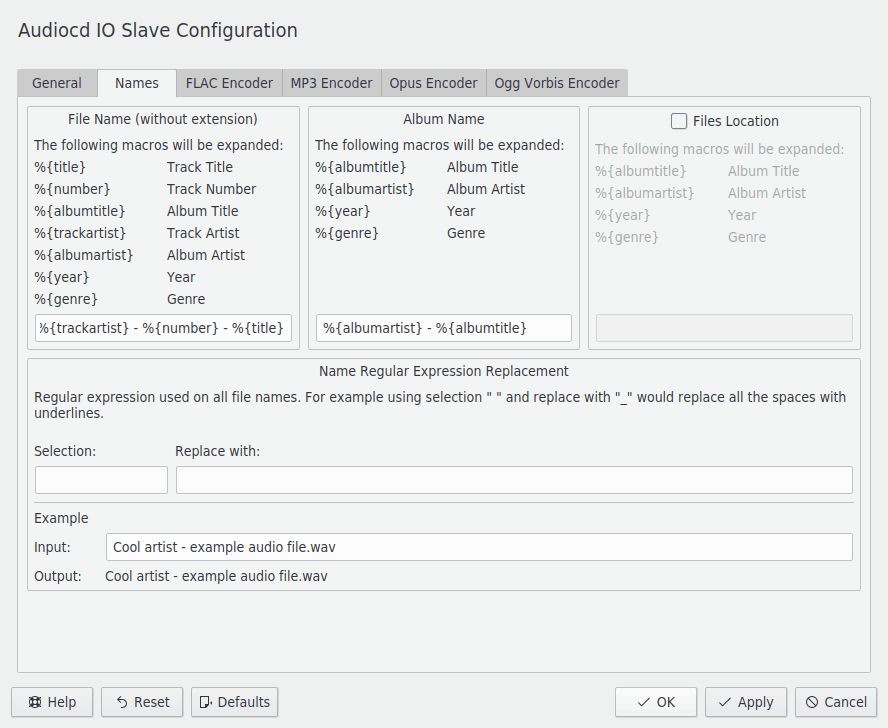 Audiocd IO Slave Configuration
General Names FLAC Encoder MP3 Encoder Opus Encoder Ogg Vorbis Encoder
File Name (without extension)
The following macros will be expanded:
%{title} Track Title
%{number} Track Number
%{albumtitle} Album Title
%{trackartist} Track Artist
%{albumartist} Album Artist
%{year} Year
%{genre} Genre
%{trackartist} - %{number} - %{title}
Album Name
The following macros will be expanded:
%{albumtitle} Album Title
%{albumartist} Album Artist
%{year} Year
%{genre} Genre
%{albumartist} - %{albumtitle}
Files Location
The following macros will be expanded:
%{albumtitle} Album Title
%{albumartist} Album Artist
%{year} Year
%{genre} Genre
Name Regular Expression Replacement
Regular expression used on all file names. For example using selection " " and replace with "_" would replace all the spaces with
underlines.
Selection: Replace with:
Example
Input: Cool artist - example audio file.wav
Output: Cool artist - example audio file.wav
Help Reset Defaults OK Apply Cancel